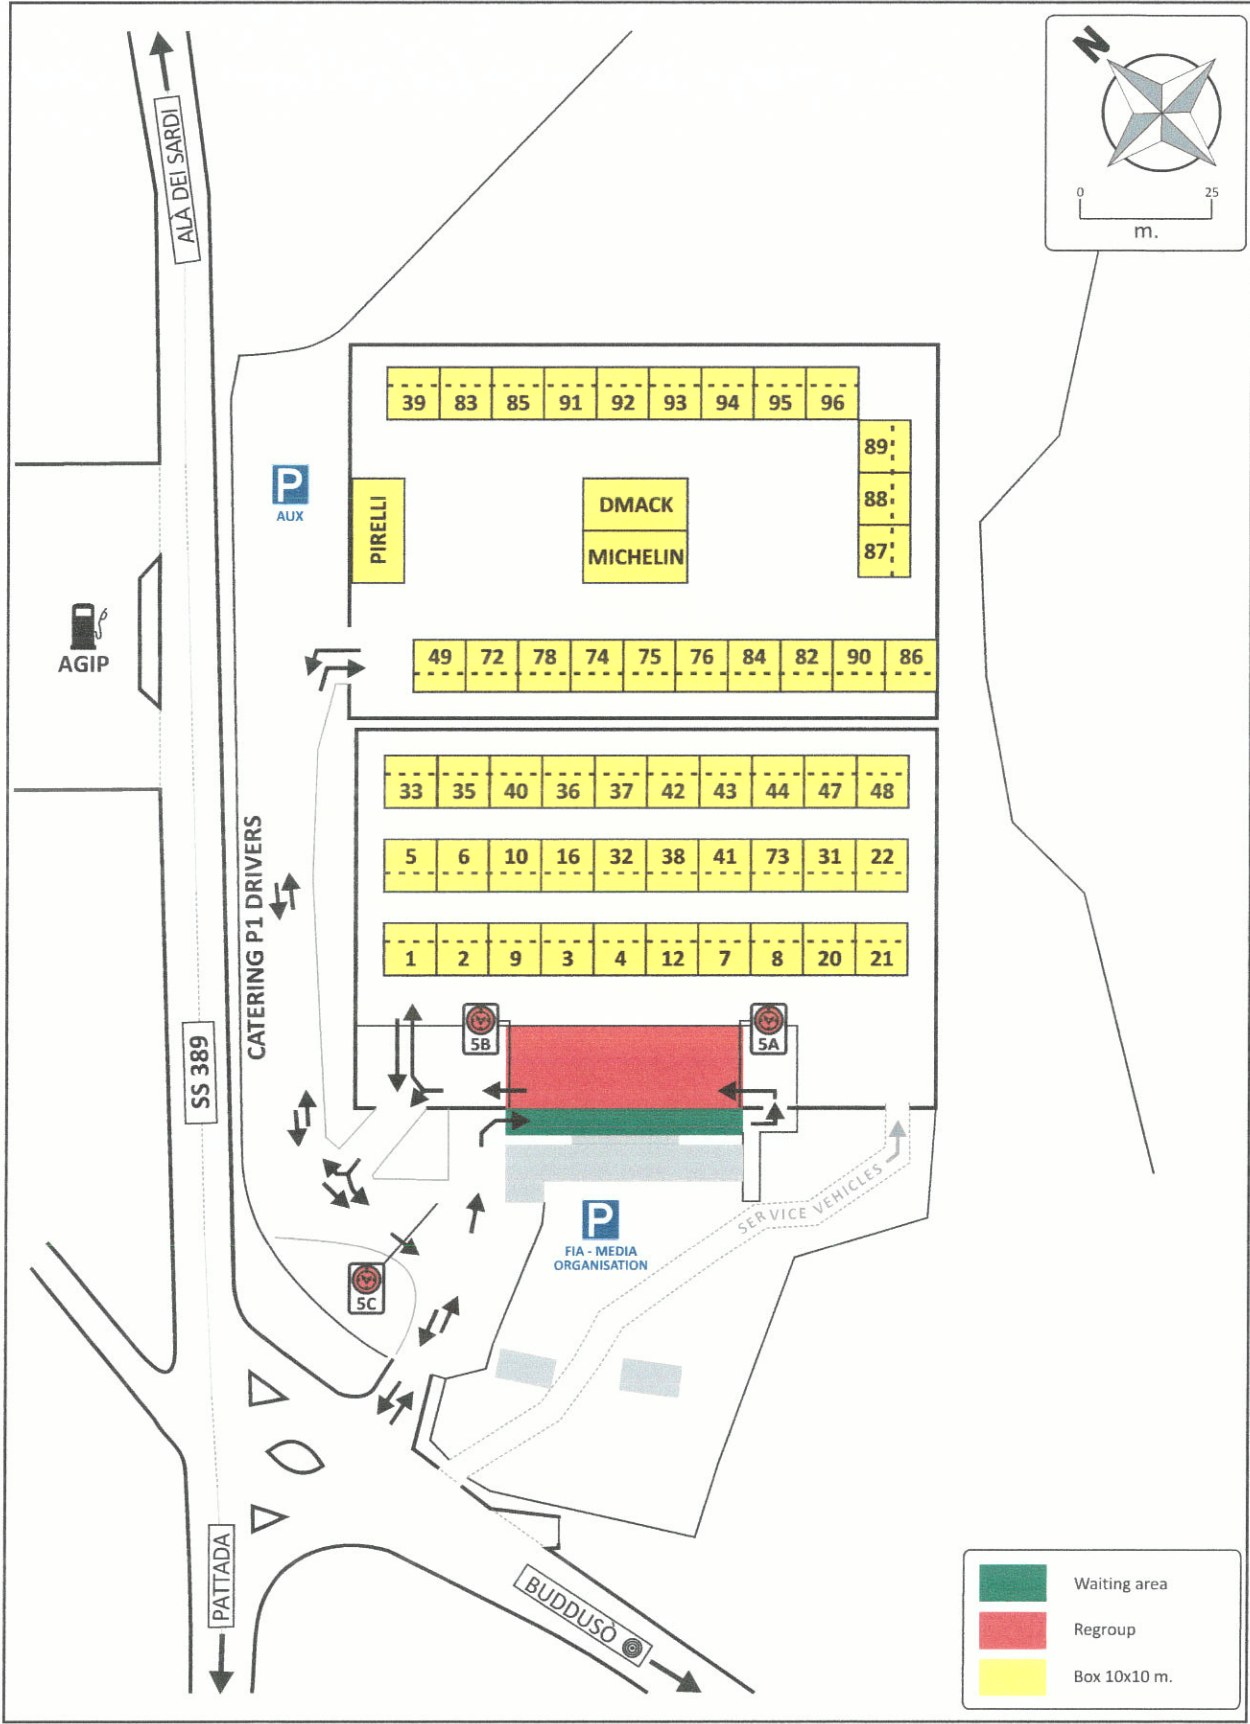 N
0 25
m.
ALÀ DEI SARDI
39 83 85 91 92 93 94 95 96
89
88
87
P
AUX
PIRELLI
DMACK
MICHELIN
AGIP
49 72 78 74 75 76 84 82 90 86
33 35 40 36 37 42 43 44 47 48
5 6 10 16 32 38 41 73 31 22
1 2 9 3 4 12 7 8 20 21
CATERING P1 DRIVERS
SS 389
5B
5A
SERVICE VEHICLES
P
FIA - MEDIA
ORGANISATION
5C
PATTADA
BUDDUSÒ
Waiting area
Regroup
Box 10x10 m.